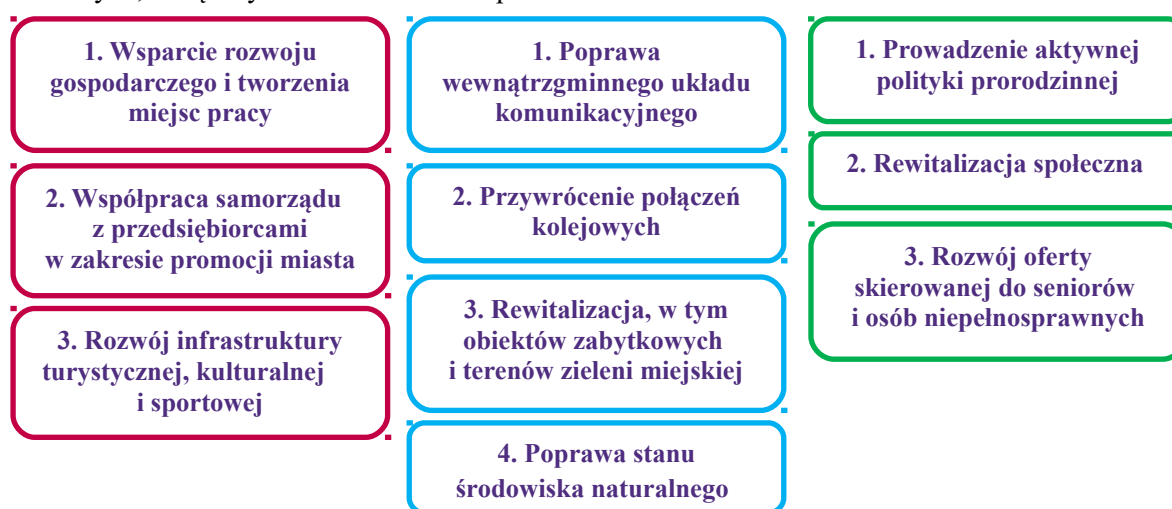 1. Wsparcie rozwoju
gospodarczego i tworzenia
miejsc pracy
2. Współpraca samorządu
z przedsiębiorcami
w zakresie promocji miasta
3. Rozwój infrastruktury
turystycznej, kulturalnej
i sportowej
1. Poprawa
wewnątrzgminnego układu
komunikacyjnego
2. Przywrócenie połączeń
kolejowych
3. Rewitalizacja, w tym
obiektów zabytkowych
i terenów zieleni miejskiej
4. Poprawa stanu
środowiska naturalnego
1. Prowadzenie aktywnej
polityki prorodzinnej
2. Rewitalizacja społeczna
3. Rozwój oferty
skierowanej do seniorów
i osób niepełnosprawnych